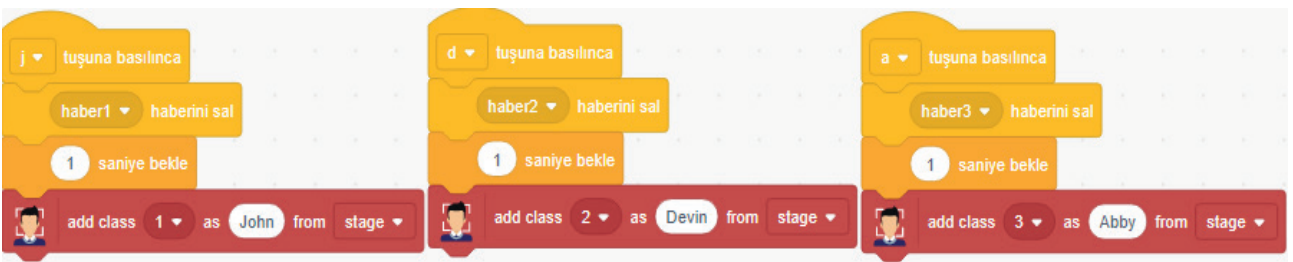 j tuşuna basılınca
haber1 haberini sal
1 saniye bekle
add class 1 as John from stage
d tuşuna basılınca
haber2 haberini sal
1 saniye bekle
add class 2 as Devin from stage
a tuşuna basılınca
haber3 haberini sal
1 saniye bekle
add class 3 as Abby from stage